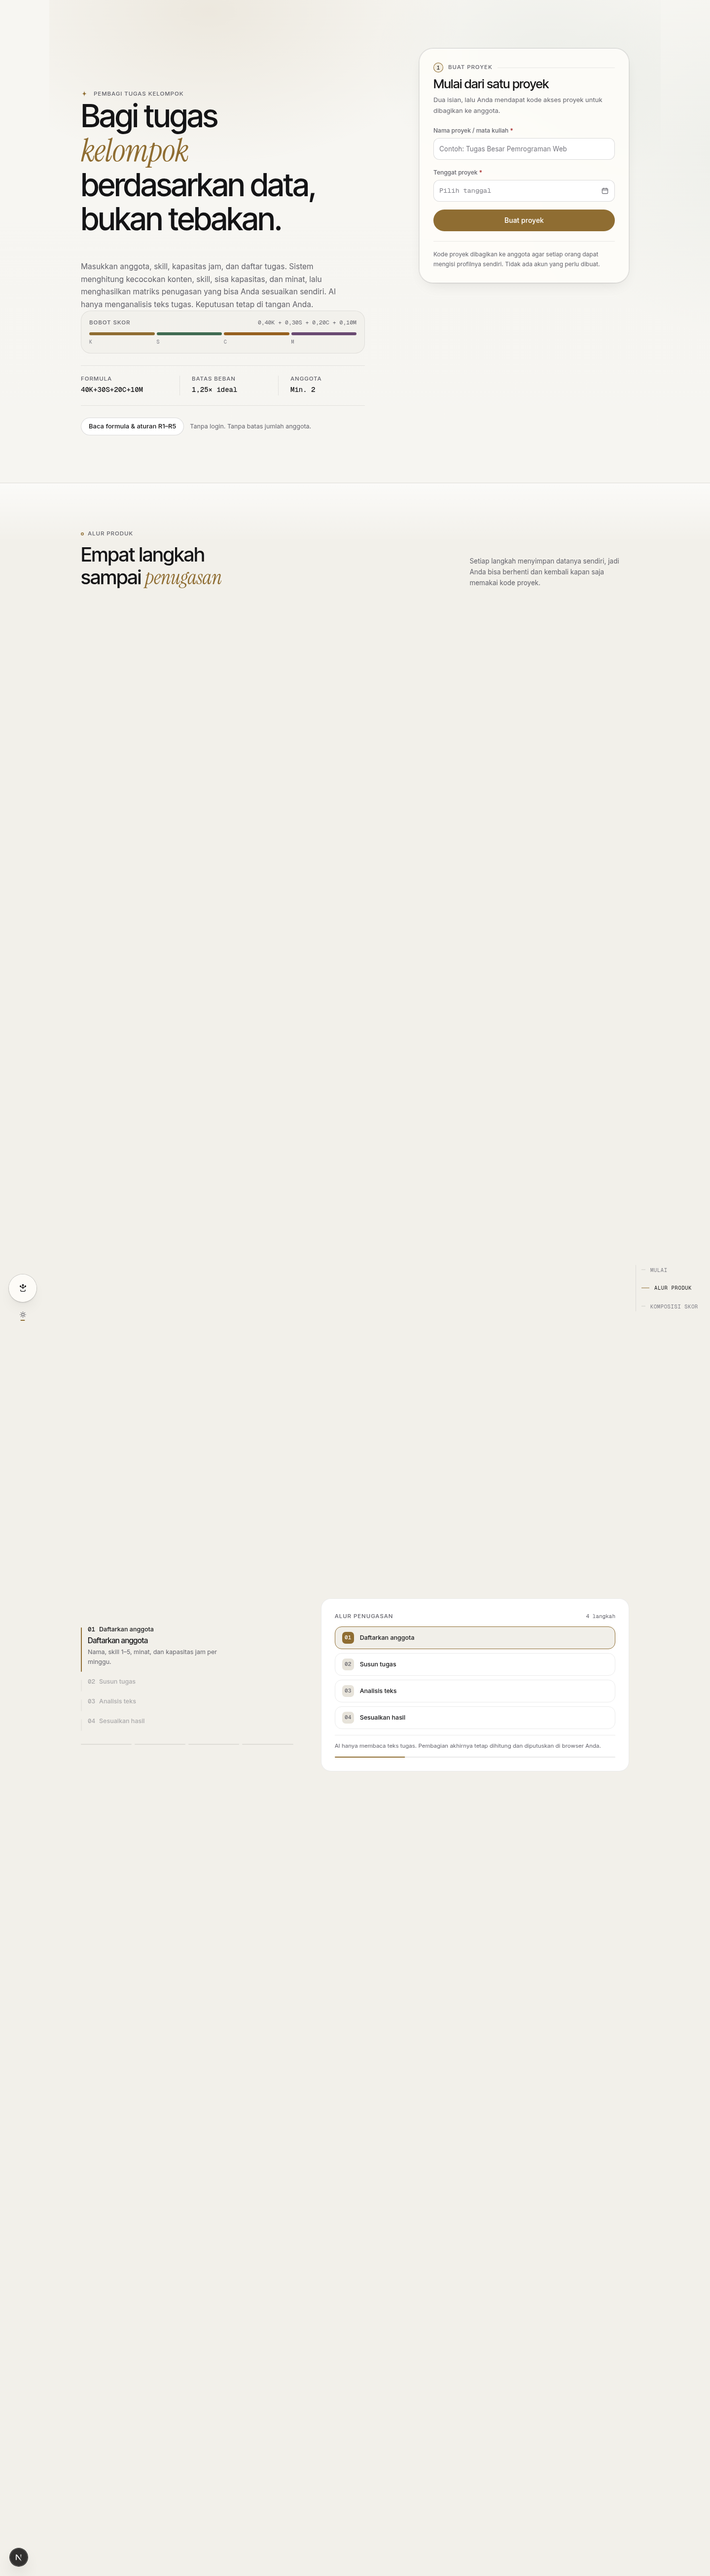 PEMBAGI TUGAS KELOMPOK
Bagi tugas
kelompok
berdasarkan data,
bukan tebakan.
Masukkan anggota, skill, kapasitas jam, dan daftar tugas. Sistem
menghitung kecocokan konten, skill, sisa kapasitas, dan minat, lalu
menghasilkan matriks penugasan yang bisa Anda sesuaikan sendiri. AI
hanya menganalisis teks tugas. Keputusan tetap di tangan Anda.
BOBOT SKOR
0,40K + 0,30S + 0,20C + 0,10M
K
S
C
M
FORMULA
40K+30S+20C+10M
BATAS BEBAN
1,25× ideal
ANGGOTA
Min. 2
Baca formula & aturan R1–R5
Tanpa login. Tanpa batas jumlah anggota.
1 BUAT PROYEK
Mulai dari satu proyek
Dua isian, lalu Anda mendapat kode akses proyek untuk
dibagikan ke anggota.
Nama proyek / mata kuliah *
Contoh: Tugas Besar Pemrograman Web
Tenggat proyek *
Pilih tanggal
Buat proyek
Kode proyek dibagikan ke anggota agar setiap orang dapat
mengisi profilnya sendiri. Tidak ada akun yang perlu dibuat.
ALUR PRODUK
Empat langkah
sampai penugasan
Setiap langkah menyimpan datanya sendiri, jadi
Anda bisa berhenti dan kembali kapan saja
memakai kode proyek.
MULAI
ALUR PRODUK
KOMPOSISI SKOR
01 Daftarkan anggota
Daftarkan anggota
Nama, skill 1–5, minat, dan kapasitas jam per
minggu.
02 Susun tugas
03 Analisis teks
04 Sesuaikan hasil
ALUR PENUGASAN
4 langkah
01 Daftarkan anggota
02 Susun tugas
03 Analisis teks
04 Sesuaikan hasil
AI hanya membaca teks tugas. Pembagian akhirnya tetap dihitung dan diputuskan di browser Anda.
N